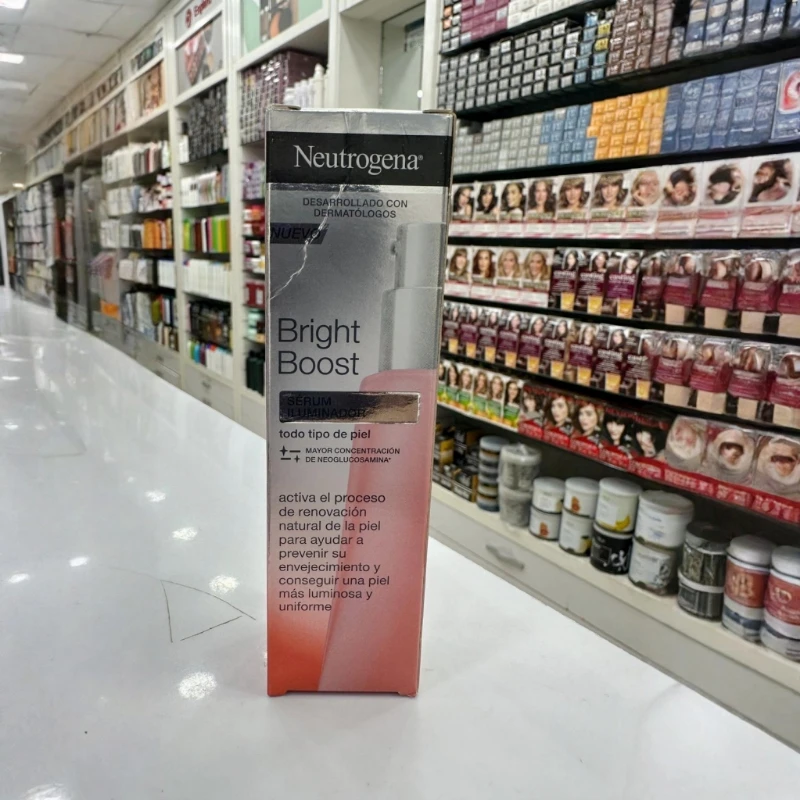 Neutrogena®
DESARROLLADO CON
DERMATÓLOGOS
NUEVO
Bright
Boost
SÉRUM
ILUMINADOR
todo tipo de piel
MAYOR CONCENTRACIÓN
DE NEOGLUCOSAMINA*
activa el proceso
de renovación
natural de la piel
para ayudar a
prevenir su
envejecimiento y
conseguir una piel
más luminosa y
uniforme